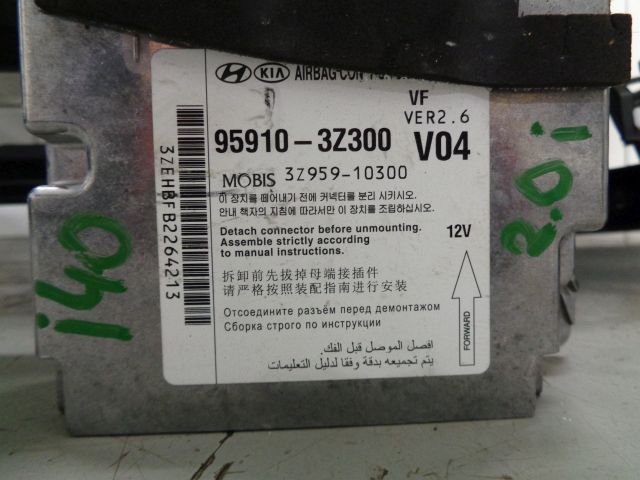 HYUNDAI KIA AIRBAG
VF
VER2.6
95910-3Z300 V04
MOBIS 3Z959-10300
이 장치를 떼어내기 전에 커넥터를 분리 시키시오.
안내 책자의 지침에 따라서만 이 장치를 조립하십시오.
Detach connector before unmounting.
Assemble strictly according
to manual instructions.
12V
拆卸前先拔掉母端接插件
请严格按照装配指南进行安装
Отсоедините разъём перед демонтажом
Сборка строго по инструкции
افصل الموصل قبل الفك.
يتم تجميعه بدقة وفقا لدليل التعليمات
FORWARD
3ZEHBFB2264213
i40
2.0i